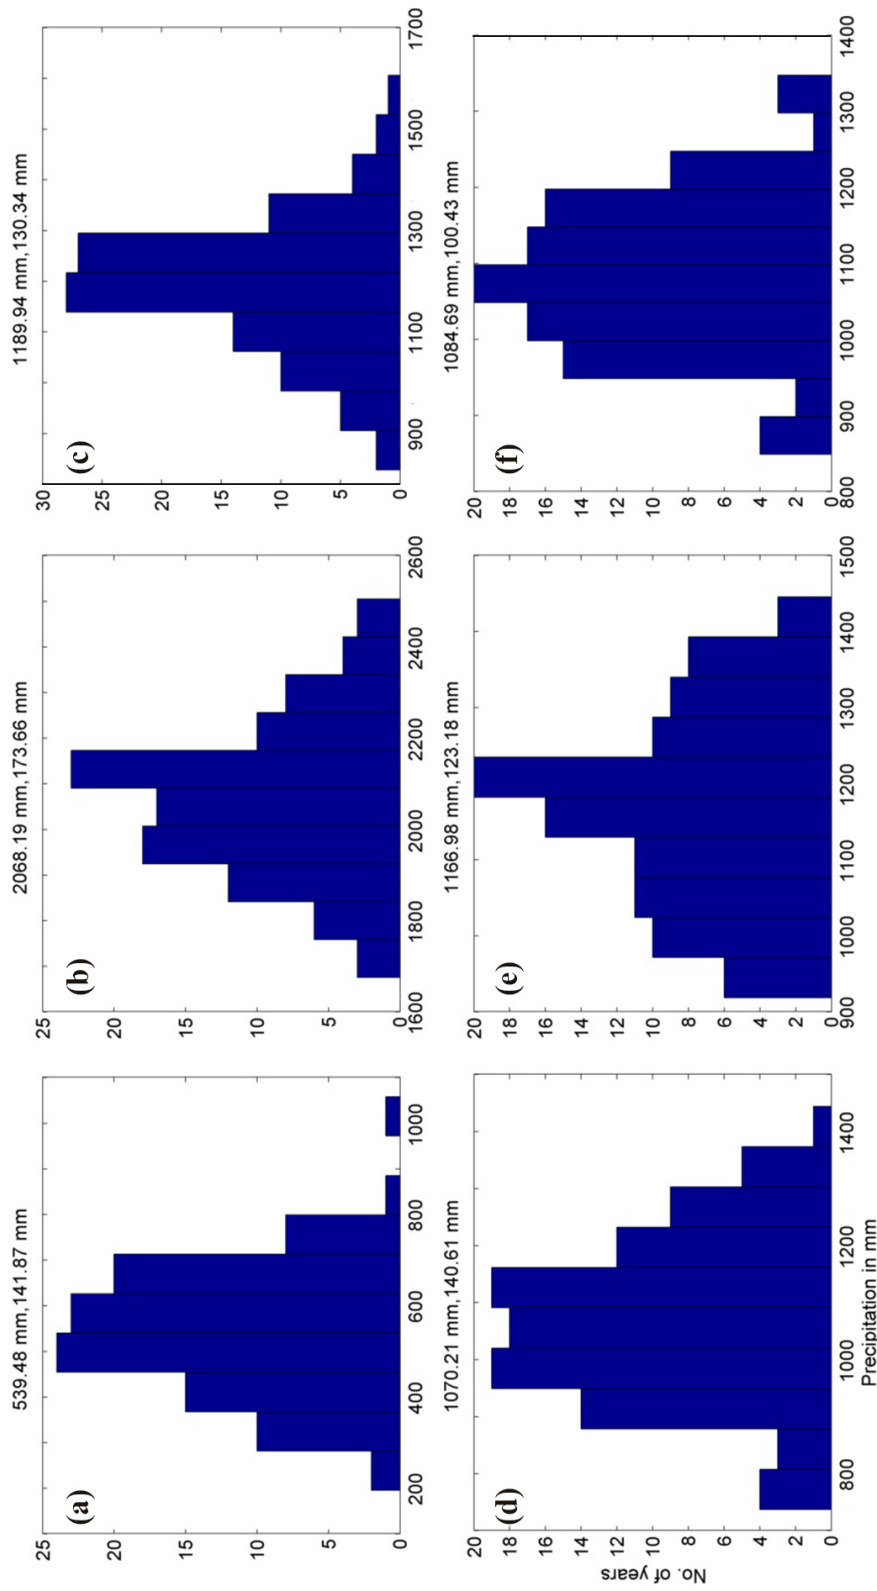 539.48 mm,141.87 mm
(a)
25
20
15
10
5
0
200 400 600 800 1000
2068.19 mm,173.66 mm
(b)
25
20
15
10
5
0
1600 1800 2000 2200 2400 2600
1189.94 mm,130.34 mm
(c)
30
25
20
15
10
5
0
900 1100 1300 1500 1700
1070.21 mm,140.61 mm
(d)
20
18
16
14
12
10
8
6
4
2
0
No. of years
800 1000 1200 1400
Precipitation in mm
1166.98 mm,123.18 mm
(e)
20
18
16
14
12
10
8
6
4
2
0
900 1000 1100 1200 1300 1400 1500
1084.69 mm,100.43 mm
(f)
20
18
16
14
12
10
8
6
4
2
0
800 900 1000 1100 1200 1300 1400